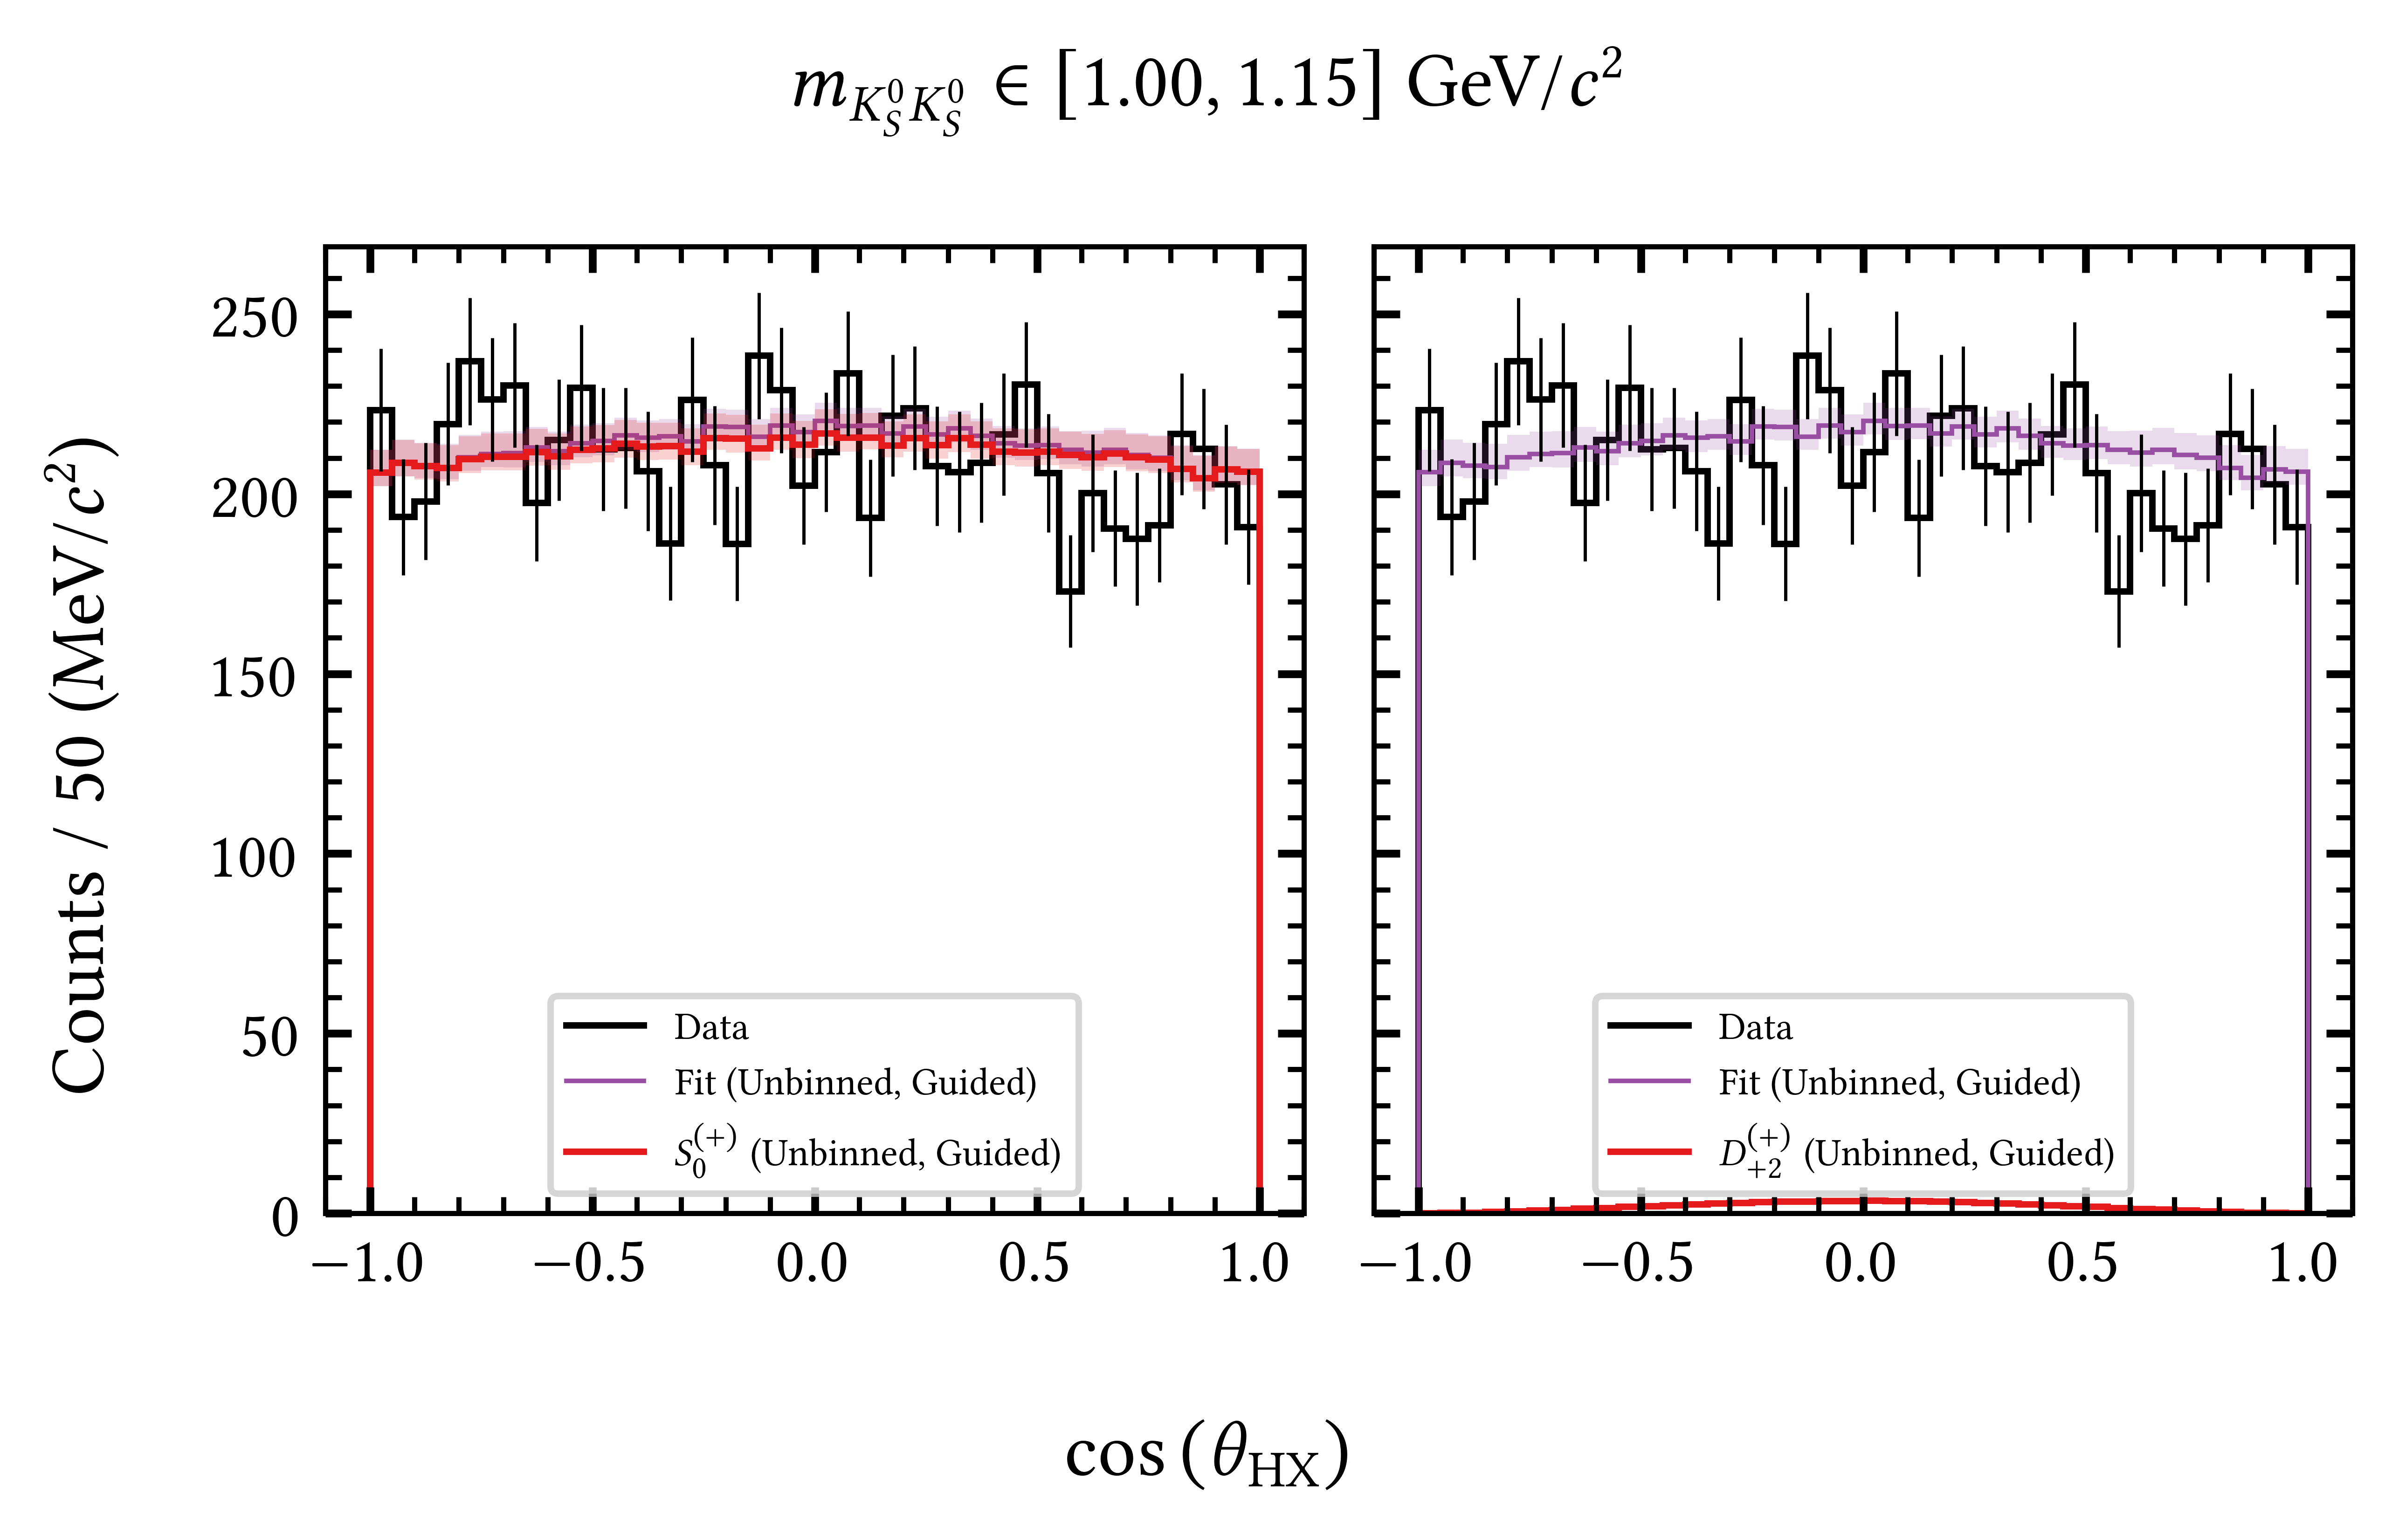 m_{K_S^0 K_S^0} ∈ [1.00, 1.15] GeV/c²
Counts / 50 (MeV/c²)
250
200
150
100
50
0
Data
Fit (Unbinned, Guided)
S_0^{(+)} (Unbinned, Guided)
−1.0 −0.5 0.0 0.5 1.0
Data
Fit (Unbinned, Guided)
D_{+2}^{(+)} (Unbinned, Guided)
−1.0 −0.5 0.0 0.5 1.0
cos (θ_{HX})